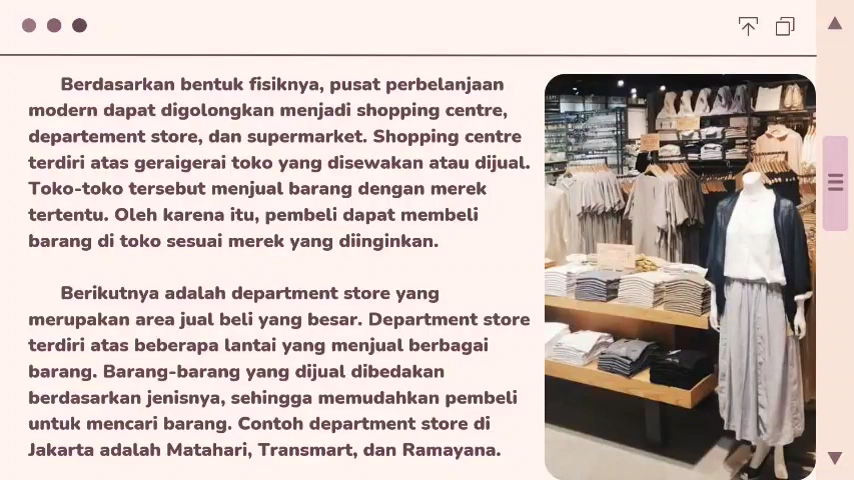 Berdasarkan bentuk fisiknya, pusat perbelanjaan
modern dapat digolongkan menjadi shopping centre,
departement store, dan supermarket. Shopping centre
terdiri atas geraigerai toko yang disewakan atau dijual.
Toko-toko tersebut menjual barang dengan merek
tertentu. Oleh karena itu, pembeli dapat membeli
barang di toko sesuai merek yang diinginkan.
Berikutnya adalah department store yang
merupakan area jual beli yang besar. Department store
terdiri atas beberapa lantai yang menjual berbagai
barang. Barang-barang yang dijual dibedakan
berdasarkan jenisnya, sehingga memudahkan pembeli
untuk mencari barang. Contoh department store di
Jakarta adalah Matahari, Transmart, dan Ramayana.